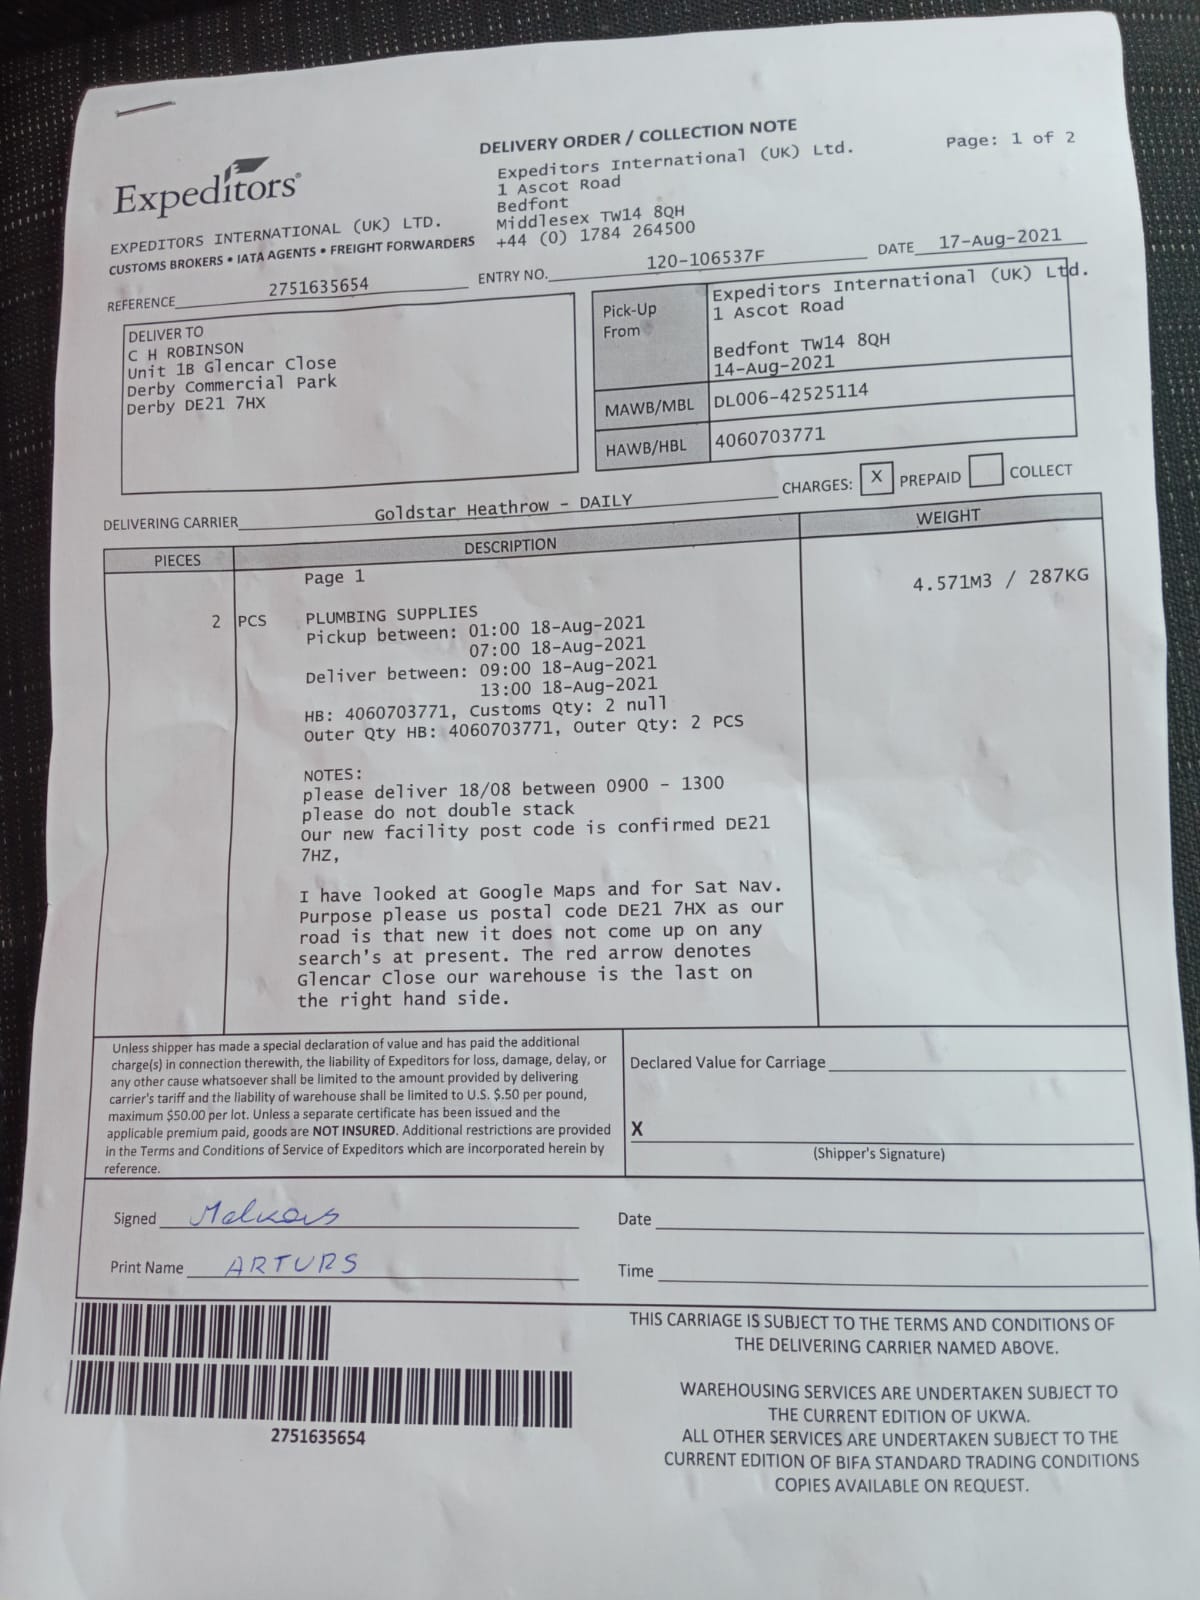 DELIVERY ORDER / COLLECTION NOTE
Page: 1 of 2
Expeditors®
Expeditors International (UK) Ltd.
1 Ascot Road
Bedfont
Middlesex TW14 8QH
+44 (0) 1784 264500
EXPEDITORS INTERNATIONAL (UK) LTD.
CUSTOMS BROKERS • IATA AGENTS • FREIGHT FORWARDERS
REFERENCE 2751635654
ENTRY NO. 120-106537F
DATE 17-Aug-2021
DELIVER TO
C H ROBINSON
Unit 1B Glencar Close
Derby Commercial Park
Derby DE21 7HX
Pick-Up
From
Expeditors International (UK) Ltd.
1 Ascot Road
Bedfont TW14 8QH
14-Aug-2021
MAWB/MBL DL006-42525114
HAWB/HBL 4060703771
DELIVERING CARRIER Goldstar Heathrow - DAILY
CHARGES: X PREPAID COLLECT
PIECES DESCRIPTION WEIGHT
Page 1
4.571M3 / 287KG
2 PCS PLUMBING SUPPLIES
Pickup between: 01:00 18-Aug-2021
07:00 18-Aug-2021
Deliver between: 09:00 18-Aug-2021
13:00 18-Aug-2021
HB: 4060703771, Customs Qty: 2 null
Outer Qty HB: 4060703771, Outer Qty: 2 PCS
NOTES:
please deliver 18/08 between 0900 - 1300
please do not double stack
Our new facility post code is confirmed DE21
7HZ,
I have looked at Google Maps and for Sat Nav.
Purpose please us postal code DE21 7HX as our
road is that new it does not come up on any
search's at present. The red arrow denotes
Glencar Close our warehouse is the last on
the right hand side.
Unless shipper has made a special declaration of value and has paid the additional
charge(s) in connection therewith, the liability of Expeditors for loss, damage, delay, or
any other cause whatsoever shall be limited to the amount provided by delivering
carrier's tariff and the liability of warehouse shall be limited to U.S. $.50 per pound,
maximum $50.00 per lot. Unless a separate certificate has been issued and the
applicable premium paid, goods are NOT INSURED. Additional restrictions are provided
in the Terms and Conditions of Service of Expeditors which are incorporated herein by
reference.
Declared Value for Carriage
X
(Shipper's Signature)
Signed
Date
Print Name ARTURS
Time
2751635654
THIS CARRIAGE IS SUBJECT TO THE TERMS AND CONDITIONS OF
THE DELIVERING CARRIER NAMED ABOVE.
WAREHOUSING SERVICES ARE UNDERTAKEN SUBJECT TO
THE CURRENT EDITION OF UKWA.
ALL OTHER SERVICES ARE UNDERTAKEN SUBJECT TO THE
CURRENT EDITION OF BIFA STANDARD TRADING CONDITIONS
COPIES AVAILABLE ON REQUEST.